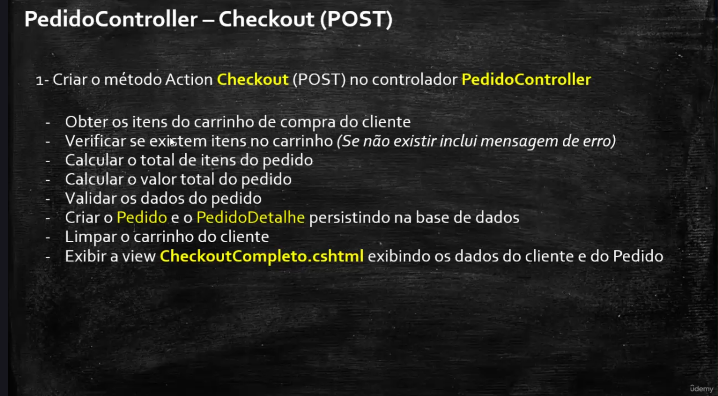 PedidoController – Checkout (POST)
1- Criar o método Action Checkout (POST) no controlador PedidoController
- Obter os itens do carrinho de compra do cliente
- Verificar se existem itens no carrinho (Se não existir inclui mensagem de erro)
- Calcular o total de itens do pedido
- Calcular o valor total do pedido
- Validar os dados do pedido
- Criar o Pedido e o PedidoDetalhe persistindo na base de dados
- Limpar o carrinho do cliente
- Exibir a view CheckoutCompleto.cshtml exibindo os dados do cliente e do Pedido
ûdemy